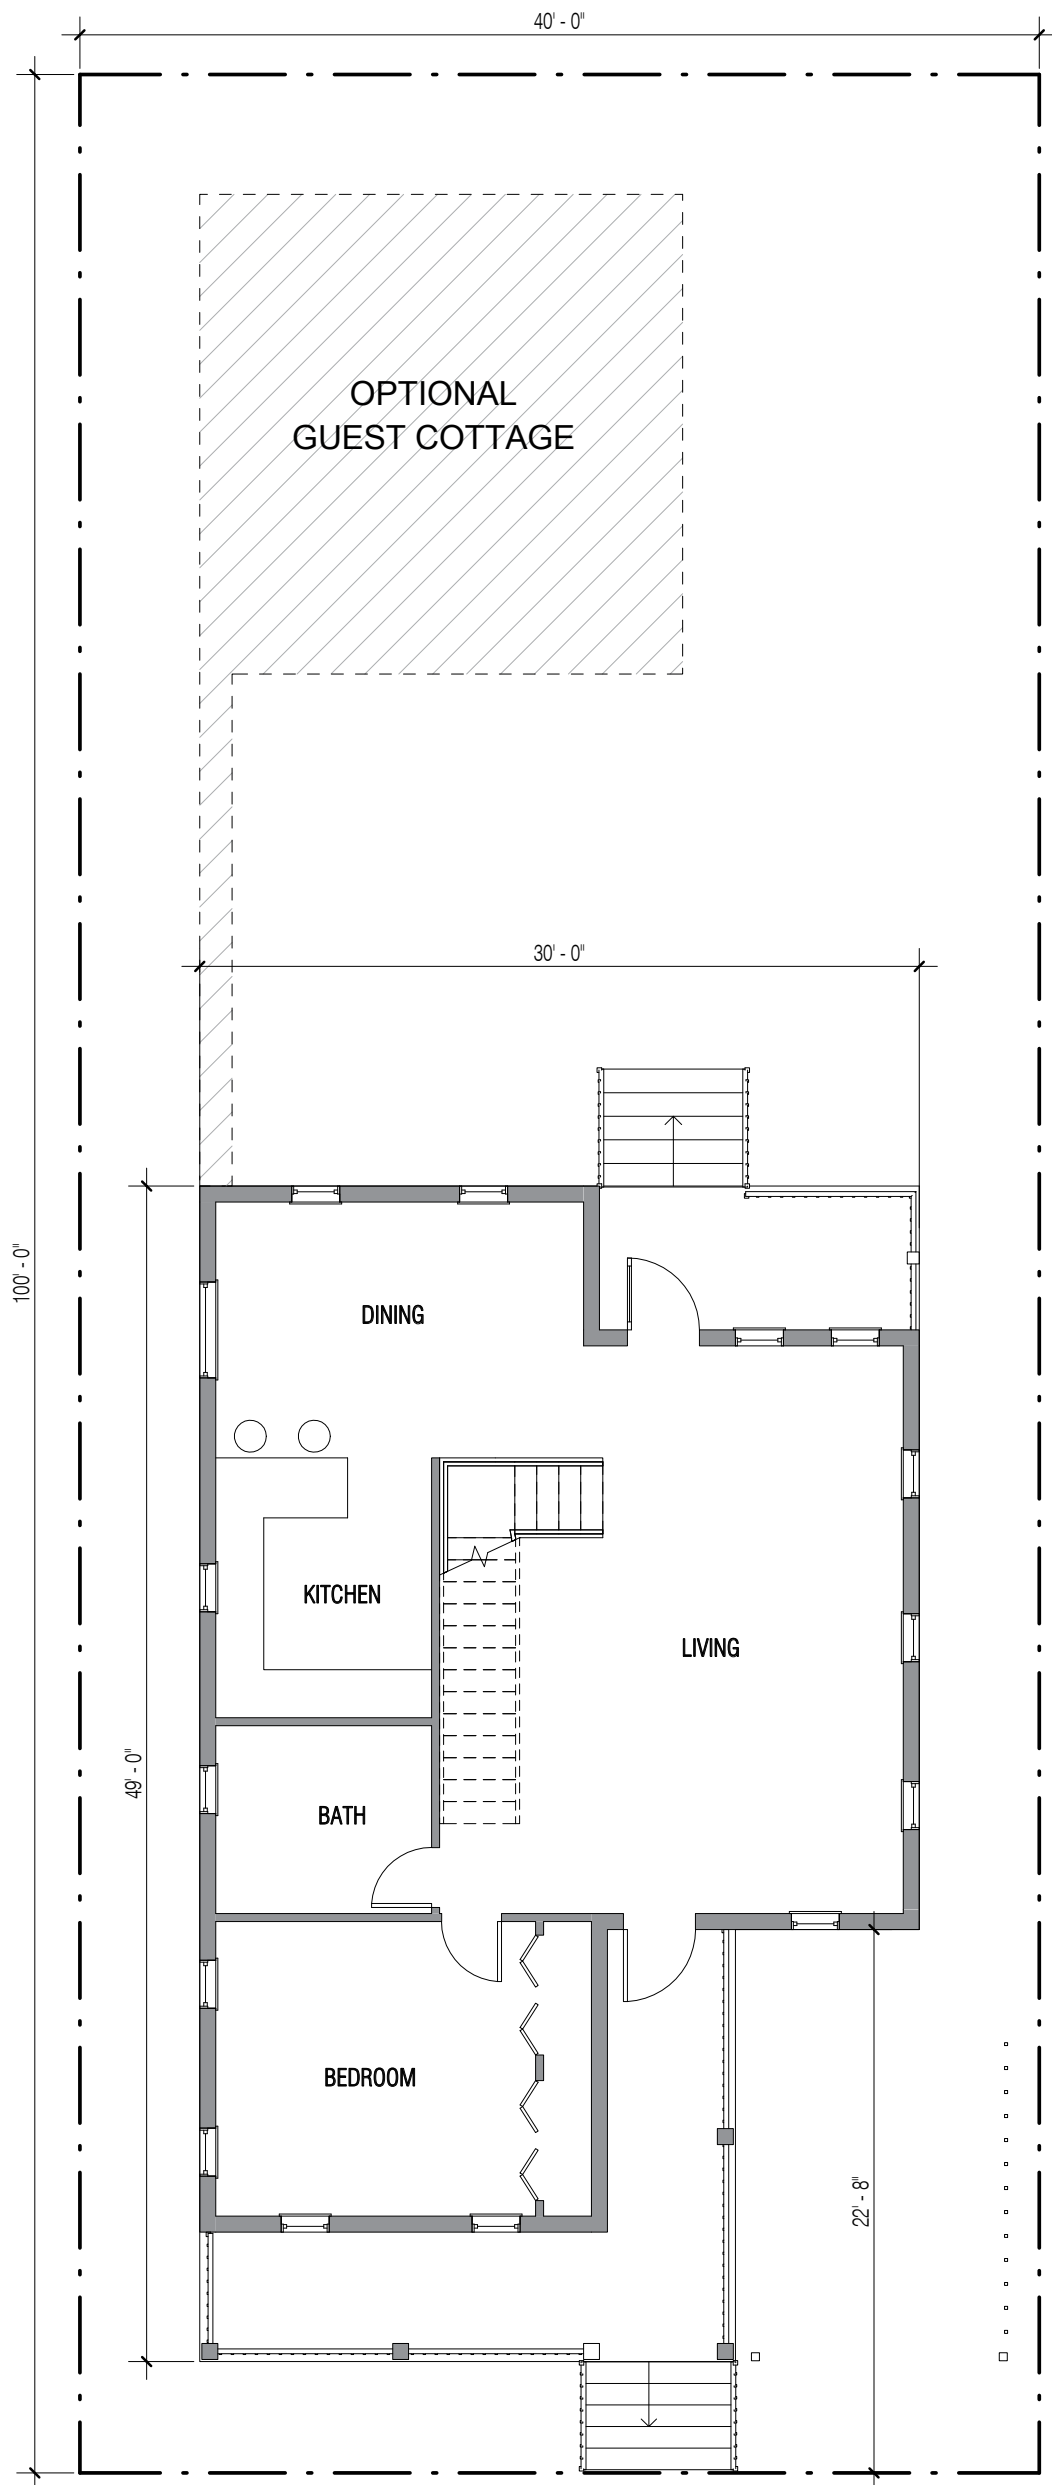 40' - 0"
OPTIONAL
GUEST COTTAGE
30' - 0"
100' - 0"
DINING
KITCHEN
LIVING
49' - 0"
BATH
BEDROOM
22' - 8"